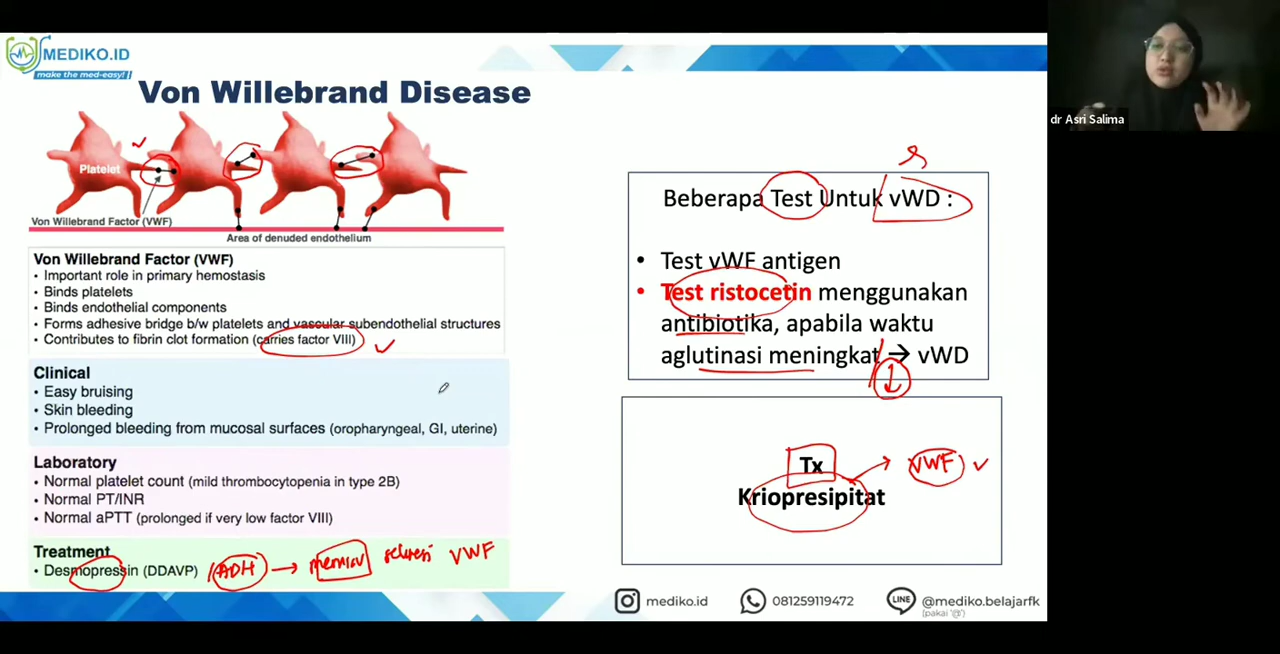 MEDIKO.ID
make the med-easy!
Von Willebrand Disease
Platelet
Von Willebrand Factor (VWF)
Area of denuded endothelium
Von Willebrand Factor (VWF)
• Important role in primary hemostasis
• Binds platelets
• Binds endothelial components
• Forms adhesive bridge b/w platelets and vascular subendothelial structures
• Contributes to fibrin clot formation (carries factor VIII)
Clinical
• Easy bruising
• Skin bleeding
• Prolonged bleeding from mucosal surfaces (oropharyngeal, GI, uterine)
Laboratory
• Normal platelet count (mild thrombocytopenia in type 2B)
• Normal PT/INR
• Normal aPTT (prolonged if very low factor VIII)
Treatment
• Desmopressin (DDAVP) (ADH) → sekresi VWF
Beberapa Test Untuk vWD :
• Test vWF antigen
• Test ristocetin menggunakan
antibiotika, apabila waktu
aglutinasi meningkat → vWD
↓
Tx → VWF
Kriopresipitat
mediko.id
081259119472
LINE
@mediko.belajarfk
(pakai '@')
dr Asri Salima